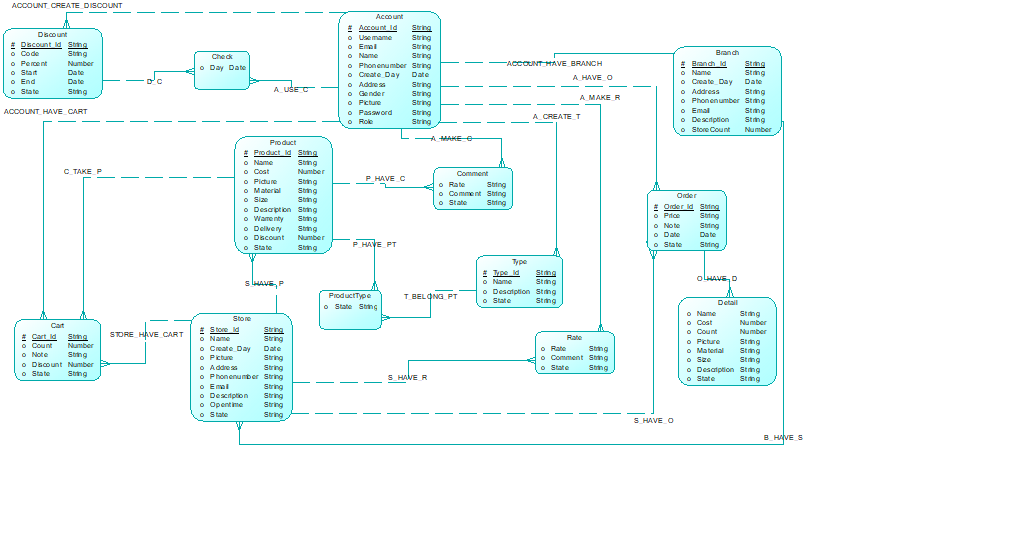 ACCOUNT_CREATE_DISCOUNT
Discount
# Discount_Id String
o Code String
o Percent Number
o Start Date
o End Date
o State String
D_C
Check
o Day Date
A_USE_C
Account
# Account_Id String
o Username String
o Email String
o Name String
o Phonenumber String
o Create_Day Date
o Address String
o Gender String
o Picture String
o Password String
o Role String
ACCOUNT_HAVE_BRANCH
A_HAVE_O
A_MAKE_R
A_CREATE_T
A_MAKE_C
Branch
# Branch_Id String
o Name String
o Create_Day Date
o Address String
o Phonenumber String
o Email String
o Description String
o StoreCount Number
ACCOUNT_HAVE_CART
C_TAKE_P
Product
# Product_Id String
o Name String
o Cost Number
o Picture String
o Material String
o Size String
o Description String
o Warrenty String
o Delivery String
o Discount Number
o State String
P_HAVE_C
Comment
o Rate String
o Comment String
o State String
P_HAVE_PT
S_HAVE_P
Order
# Order_Id String
o Price String
o Note String
o Date Date
o State String
O_HAVE_D
Type
# Type_Id String
o Name String
o Description String
o State String
T_BELONG_PT
ProductType
o State String
Detail
o Name String
o Cost Number
o Count Number
o Picture String
o Material String
o Size String
o Description String
o State String
Cart
# Cart_Id String
o Count Number
o Note String
o Discount Number
o State String
STORE_HAVE_CART
Store
# Store_Id String
o Name String
o Create_Day Date
o Picture String
o Address String
o Phonenumber String
o Email String
o Description String
o Opentime String
o State String
S_HAVE_R
Rate
o Rate String
o Comment String
o State String
S_HAVE_O
B_HAVE_S